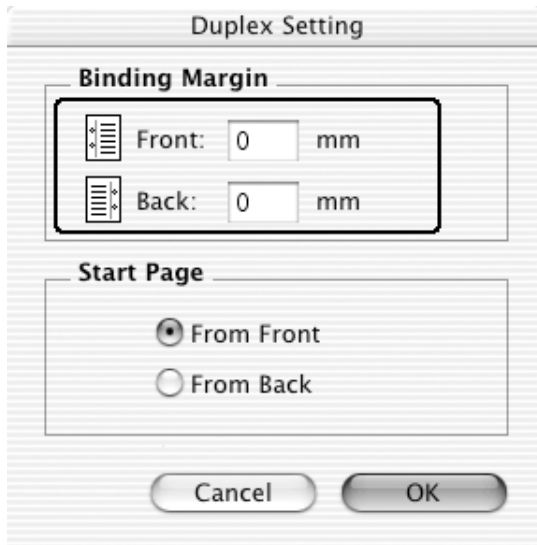 Duplex Setting
Binding Margin
Front: 0 mm
Back: 0 mm
Start Page
From Front
From Back
Cancel OK